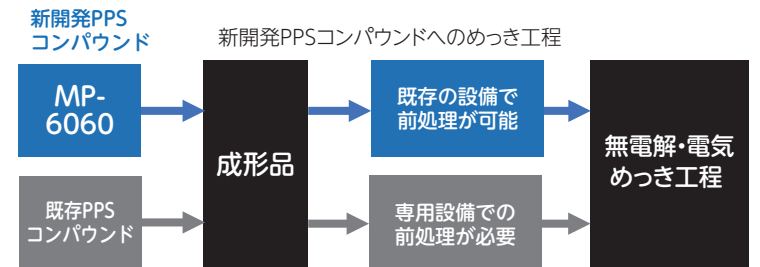 新開発PPS
コンパウンド
新開発PPSコンパウンドへのめっき工程
MP-
6060
成形品
既存の設備で
前処理が可能
無電解・電気
めっき工程
既存PPS
コンパウンド
専用設備での
前処理が必要